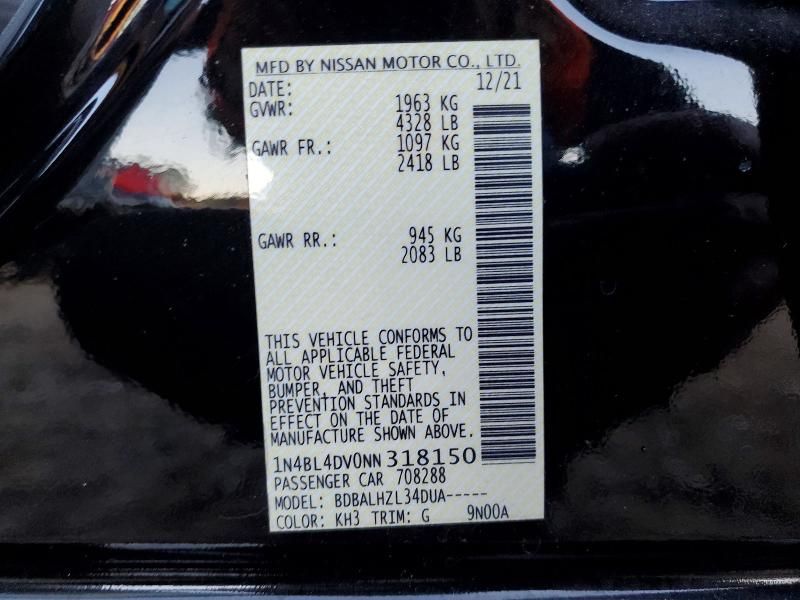 MFD BY NISSAN MOTOR CO., LTD.
DATE: 12/21
GVWR: 1963 KG
4328 LB
GAWR FR.: 1097 KG
2418 LB
GAWR RR.: 945 KG
2083 LB
THIS VEHICLE CONFORMS TO
ALL APPLICABLE FEDERAL
MOTOR VEHICLE SAFETY,
BUMPER, AND THEFT
PREVENTION STANDARDS IN
EFFECT ON THE DATE OF
MANUFACTURE SHOWN ABOVE.
1N4BL4DV0NN318150
PASSENGER CAR 708288
MODEL: BDBALHZL34DUA-----
COLOR: KH3 TRIM: G 9N00A